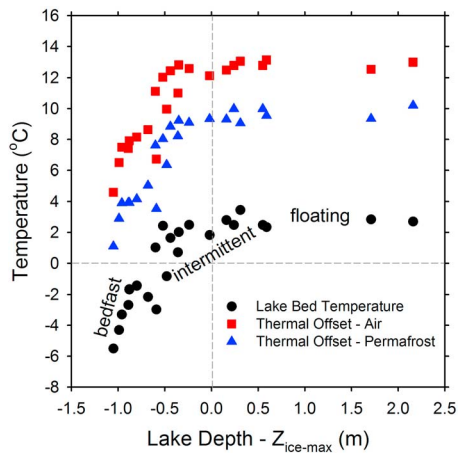 16
14
12
10
8
6
4
2
0
-2
-4
-6
-8
Temperature (°C)
bedfast
intermittent
floating
Lake Bed Temperature
Thermal Offset - Air
Thermal Offset - Permafrost
-1.5 -1.0 -0.5 0.0 0.5 1.0 1.5 2.0 2.5
Lake Depth - Zice-max (m)